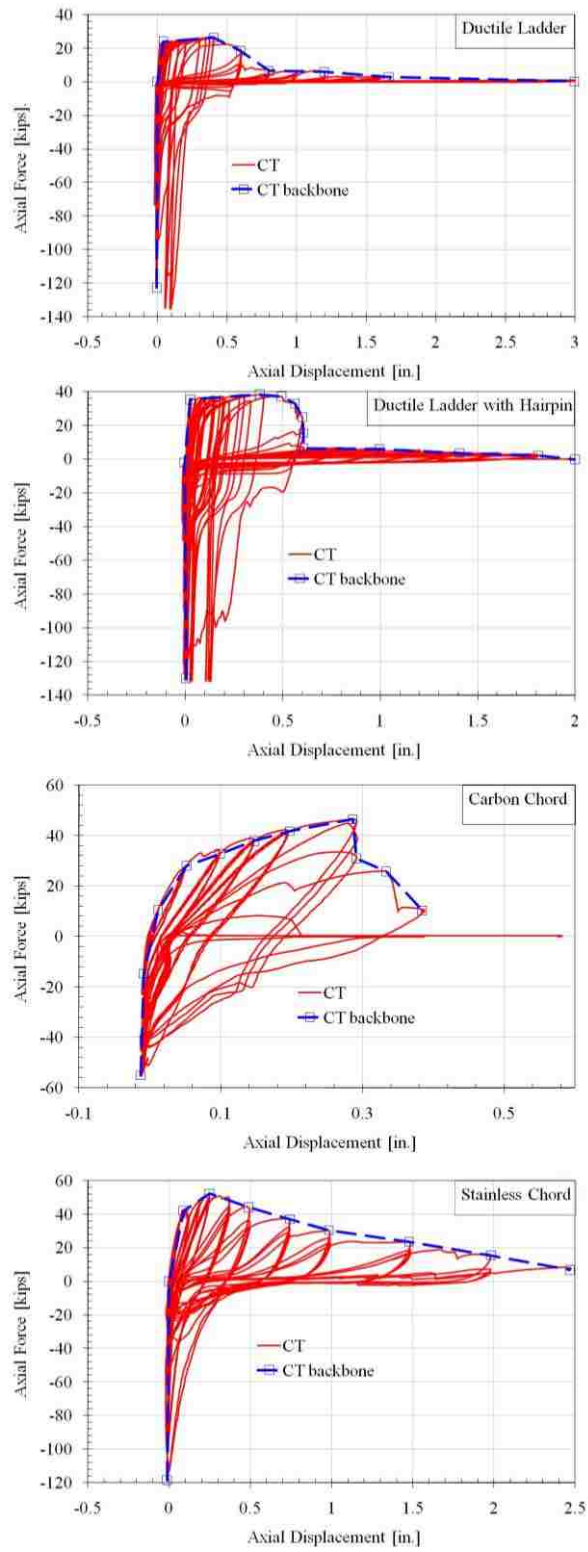 Ductile Ladder
Axial Force [kips].
40
20
0
-20
-40
-60
-80
-100
-120
-140
CT
CT backbone
-0.5 0 0.5 1 1.5 2 2.5 3
Axial Displacement [in.]
Ductile Ladder with Hairpin
Axial Force [kips]
40
20
0
-20
-40
-60
-80
-100
-120
-140
CT
CT backbone
-0.5 0 0.5 1 1.5 2
Axial Displacement [in.]
Carbon Chord
Axial Force [kips]
60
40
20
0
-20
-40
-60
CT
CT backbone
-0.1 0.1 0.3 0.5
Axial Displacement [in.]
Stainless Chord
Axial Force [kips]
60
40
20
0
-20
-40
-60
-80
-100
-120
CT
CT backbone
-0.5 0 0.5 1 1.5 2 2.5
Axial Displacement [in.]